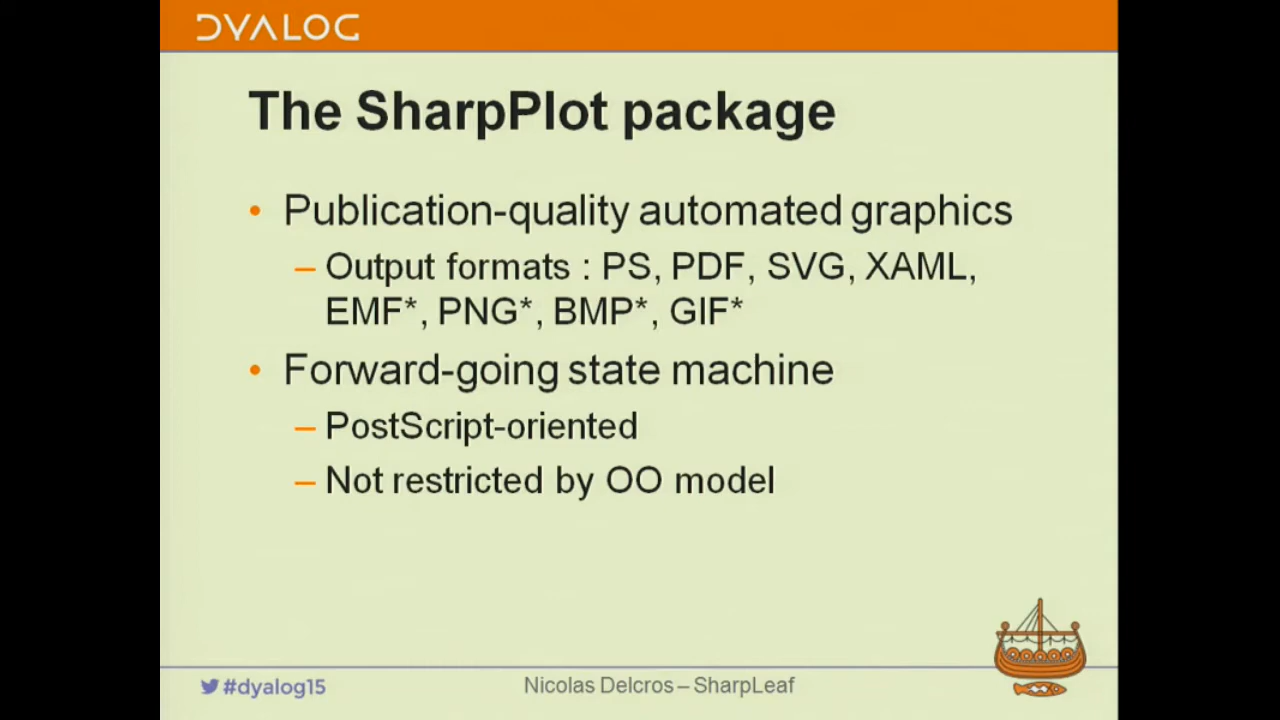 DYALOG
The SharpPlot package
• Publication-quality automated graphics
– Output formats : PS, PDF, SVG, XAML,
EMF*, PNG*, BMP*, GIF*
• Forward-going state machine
– PostScript-oriented
– Not restricted by OO model
#dyalog15
Nicolas Delcros – SharpLeaf